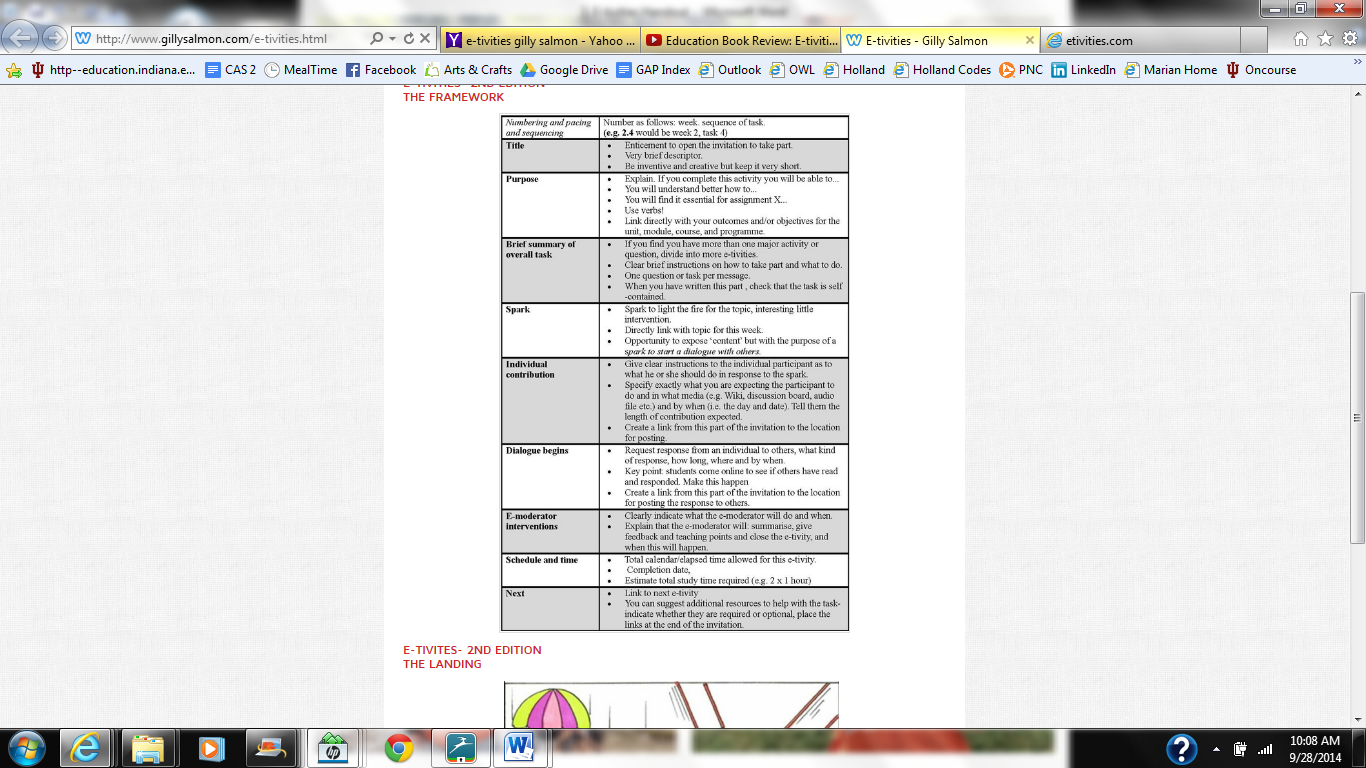 http://www.gillysalmon.com/e-tivities.html
e-tivities gilly salmon - Yahoo ...
Education Book Review: E-tiviti...
E-tivities - Gilly Salmon
etivities.com
http--education.indiana.e...
CAS 2
MealTime
Facebook
Arts & Crafts
Google Drive
GAP Index
Outlook
OWL
Holland
Holland Codes
PNC
LinkedIn
Marian Home
Oncourse
E-TIVITIES- 2ND EDITION
THE FRAMEWORK
Numbering and pacing
and sequencing
Number as follows: week. sequence of task.
(e.g. 2.4 would be week 2, task 4)
Title
• Enticement to open the invitation to take part.
• Very brief descriptor.
• Be inventive and creative but keep it very short.
Purpose
• Explain. If you complete this activity you will be able to...
• You will understand better how to...
• You will find it essential for assignment X...
• Use verbs!
• Link directly with your outcomes and/or objectives for the
unit, module, course, and programme.
Brief summary of
overall task
• If you find you have more than one major activity or
question, divide into more e-tivities.
• Clear brief instructions on how to take part and what to do.
• One question or task per message.
• When you have written this part , check that the task is self
-contained.
Spark
• Spark to light the fire for the topic, interesting little
intervention.
• Directly link with topic for this week.
• Opportunity to expose ‘content’ but with the purpose of a
spark to start a dialogue with others.
Individual
contribution
• Give clear instructions to the individual participant as to
what he or she should do in response to the spark.
• Specify exactly what you are expecting the participant to
do and in what media (e.g. Wiki, discussion board, audio
file etc.) and by when (i.e. the day and date). Tell them the
length of contribution expected.
• Create a link from this part of the invitation to the location
for posting.
Dialogue begins
• Request response from an individual to others, what kind
of response, how long, where and by when.
• Key point: students come online to see if others have read
and responded. Make this happen
• Create a link from this part of the invitation to the location
for posting the response to others.
E-moderator
interventions
• Clearly indicate what the e-moderator will do and when.
• Explain that the e-moderator will: summarise, give
feedback and teaching points and close the e-tivity, and
when this will happen.
Schedule and time
• Total calendar/elapsed time allowed for this e-tivity.
• Completion date,
• Estimate total study time required (e.g. 2 x 1 hour)
Next
• Link to next e-tivity
• You can suggest additional resources to help with the task-
indicate whether they are required or optional, place the
links at the end of the invitation.
E-TIVITES- 2ND EDITION
THE LANDING
10:08 AM
9/28/2014